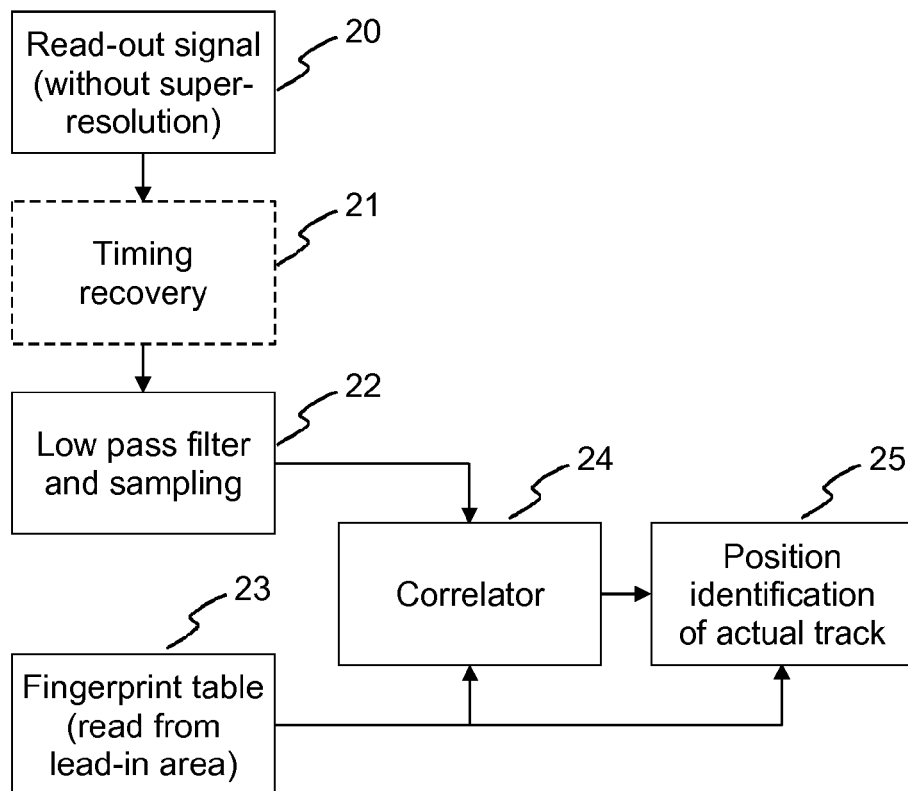 20
Read-out signal
(without super-
resolution)
21
Timing
recovery
22
Low pass filter
and sampling
24
25
Correlator
Position
identification
of actual track
23
Fingerprint table
(read from
lead-in area)